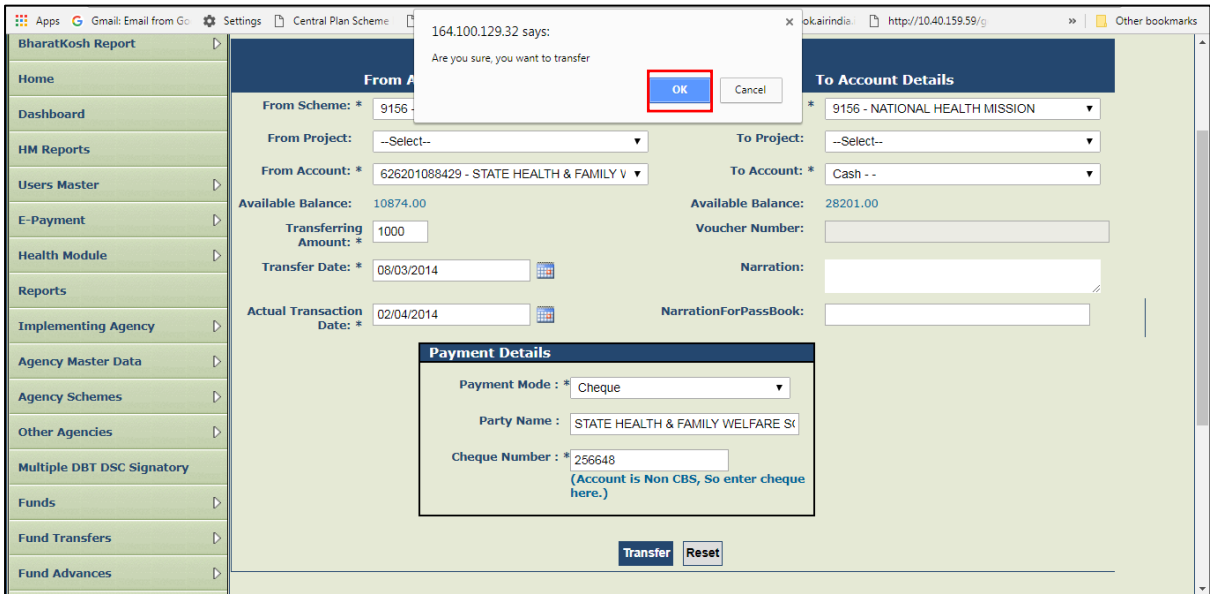 Apps Gmail: Email from Go Settings Central Plan Scheme ok.airindia. http://10.40.159.59/g » Other bookmarks
164.100.129.32 says:
Are you sure, you want to transfer
OK Cancel
BharatKosh Report
Home
Dashboard
HM Reports
Users Master
E-Payment
Health Module
Reports
Implementing Agency
Agency Master Data
Agency Schemes
Other Agencies
Multiple DBT DSC Signatory
Funds
Fund Transfers
Fund Advances
From A To Account Details
From Scheme: * 9156 - * 9156 - NATIONAL HEALTH MISSION
From Project: --Select-- To Project: --Select--
From Account: * 626201088429 - STATE HEALTH & FAMILY V To Account: * Cash - -
Available Balance: 10874.00 Available Balance: 28201.00
Transferring 1000 Voucher Number:
Amount: *
Transfer Date: * 08/03/2014 Narration:
Actual Transaction 02/04/2014 NarrationForPassBook:
Date: *
Payment Details
Payment Mode : * Cheque
Party Name : STATE HEALTH & FAMILY WELFARE S
Cheque Number : * 256648
(Account is Non CBS, So enter cheque
here.)
Transfer Reset